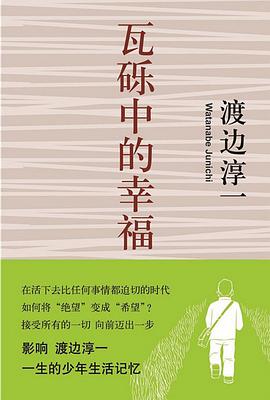 瓦砾中的幸福
渡边淳一
Watanabe Junichi
在活下去比任何事情都迫切的时代
如何将“绝望”变成“希望”？
接受所有的一切 向前迈出一步
影响 渡边淳一
一生的少年生活记忆